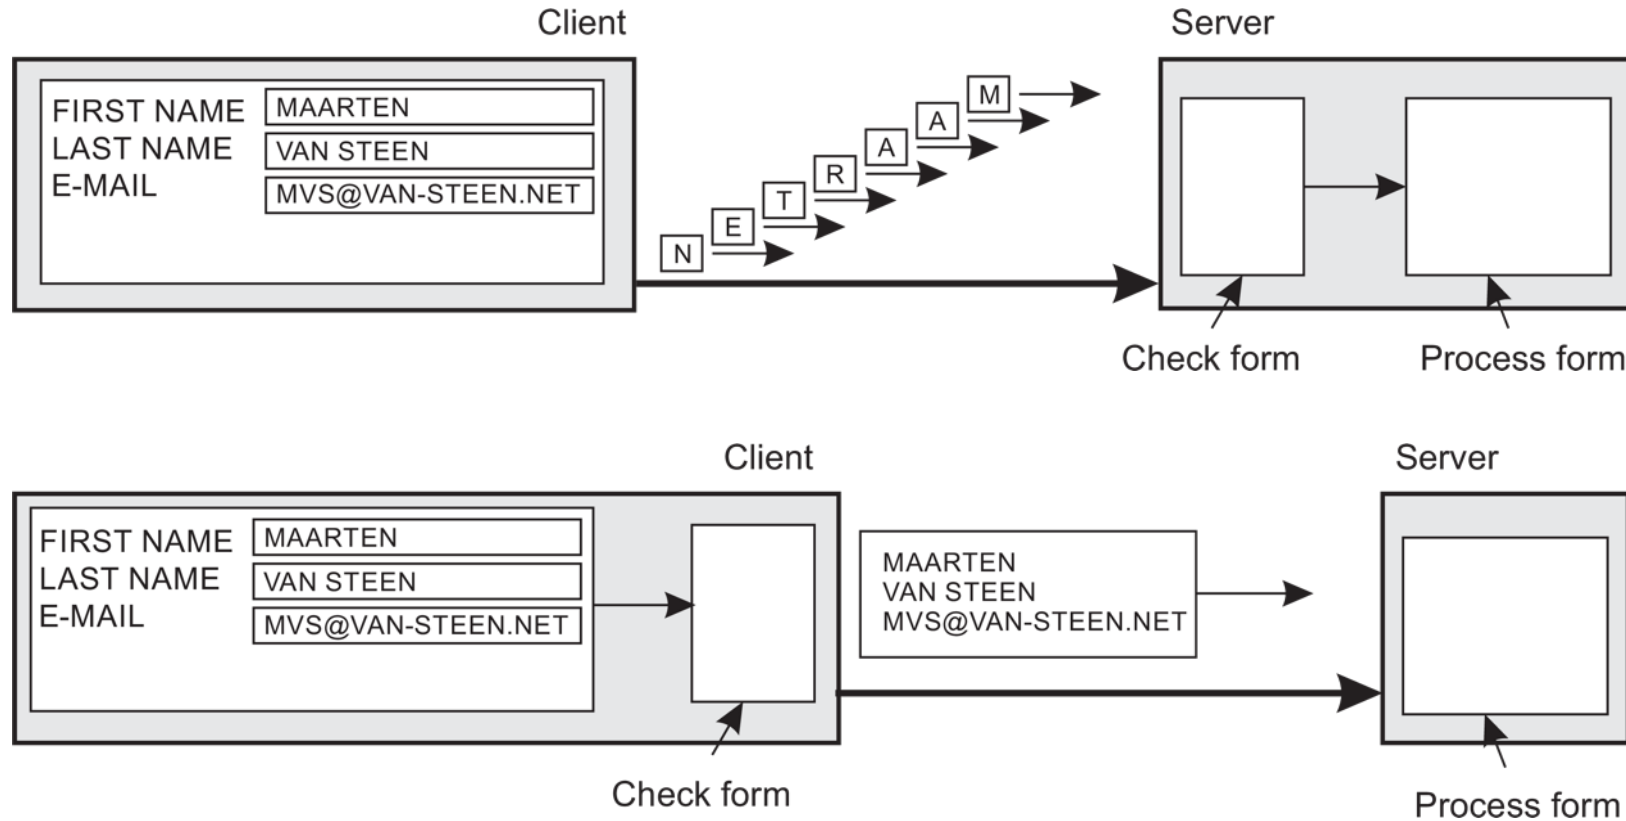 Client
Server
FIRST NAME MAARTEN
LAST NAME VAN STEEN
E-MAIL MVS@VAN-STEEN.NET
M
A
A
R
T
E
N
Check form
Process form
Client
Server
FIRST NAME MAARTEN
LAST NAME VAN STEEN
E-MAIL MVS@VAN-STEEN.NET
MAARTEN
VAN STEEN
MVS@VAN-STEEN.NET
Check form
Process form